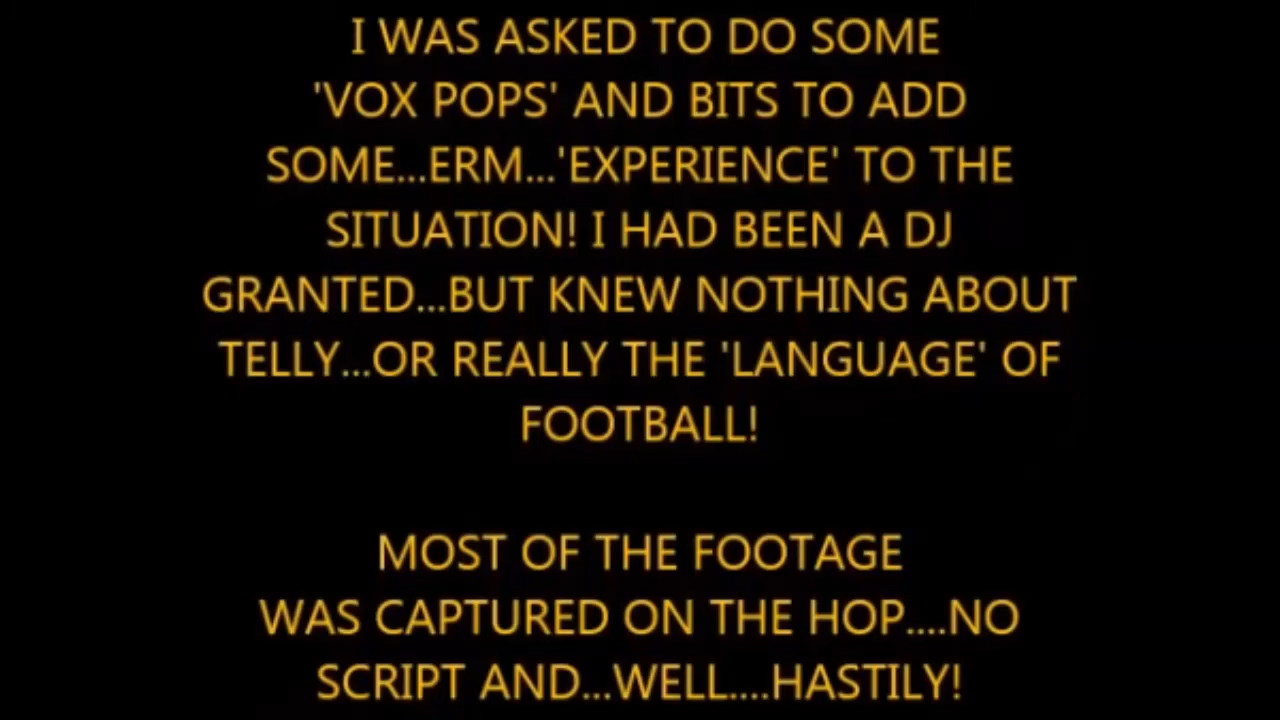 I WAS ASKED TO DO SOME
'VOX POPS' AND BITS TO ADD
SOME...ERM...'EXPERIENCE' TO THE
SITUATION! I HAD BEEN A DJ
GRANTED...BUT KNEW NOTHING ABOUT
TELLY...OR REALLY THE 'LANGUAGE' OF
FOOTBALL!
MOST OF THE FOOTAGE
WAS CAPTURED ON THE HOP....NO
SCRIPT AND...WELL....HASTILY!